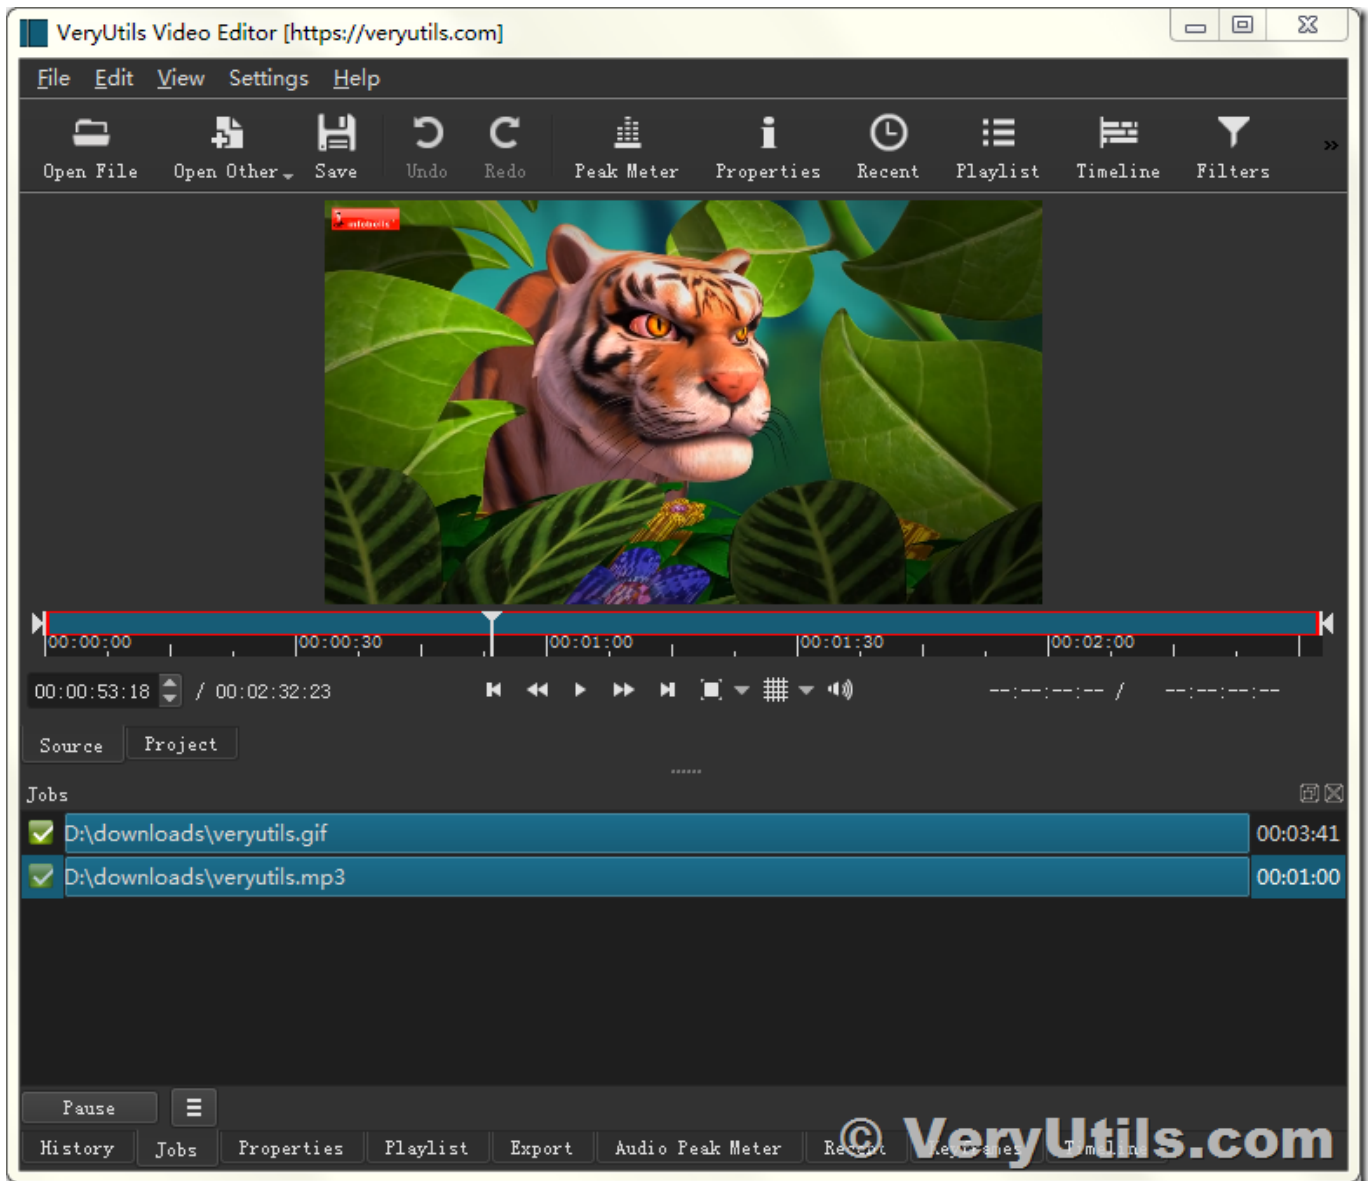 VeryUtils Video Editor [https://veryutils.com]
File Edit View Settings Help
Open File Open Other Save Undo Redo Peak Meter Properties Recent Playlist Timeline Filters »
00:00:00 00:00:30 00:01:00 00:01:30 00:02:00
00:00:53:18 / 00:02:32:23 --:--:--:-- / --:--:--:--
Source Project
Jobs
D:\downloads\veryutils.gif 00:03:41
D:\downloads\veryutils.mp3 00:01:00
Pause
History Jobs Properties Playlist Export Audio Peak Meter Recent Keyframes Timeline
© VeryUtils.com